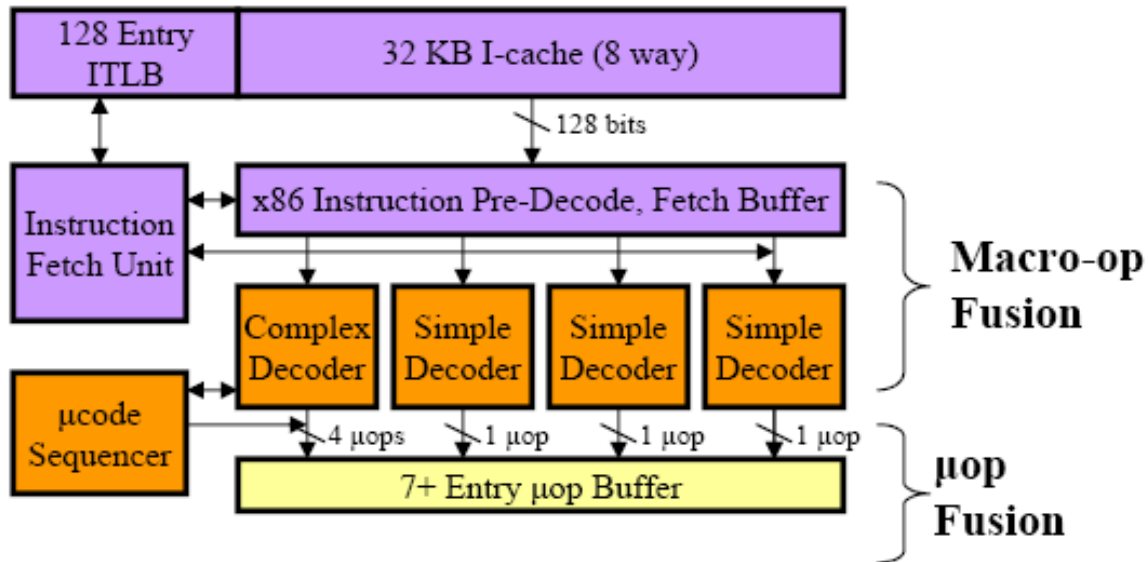 128 Entry
ITLB
32 KB I-cache (8 way)
128 bits
Instruction
Fetch Unit
x86 Instruction Pre-Decode, Fetch Buffer
Macro-op
Fusion
Complex
Decoder
Simple
Decoder
Simple
Decoder
Simple
Decoder
μcode
Sequencer
4 μops
1 μop
1 μop
1 μop
7+ Entry μop Buffer
μop
Fusion